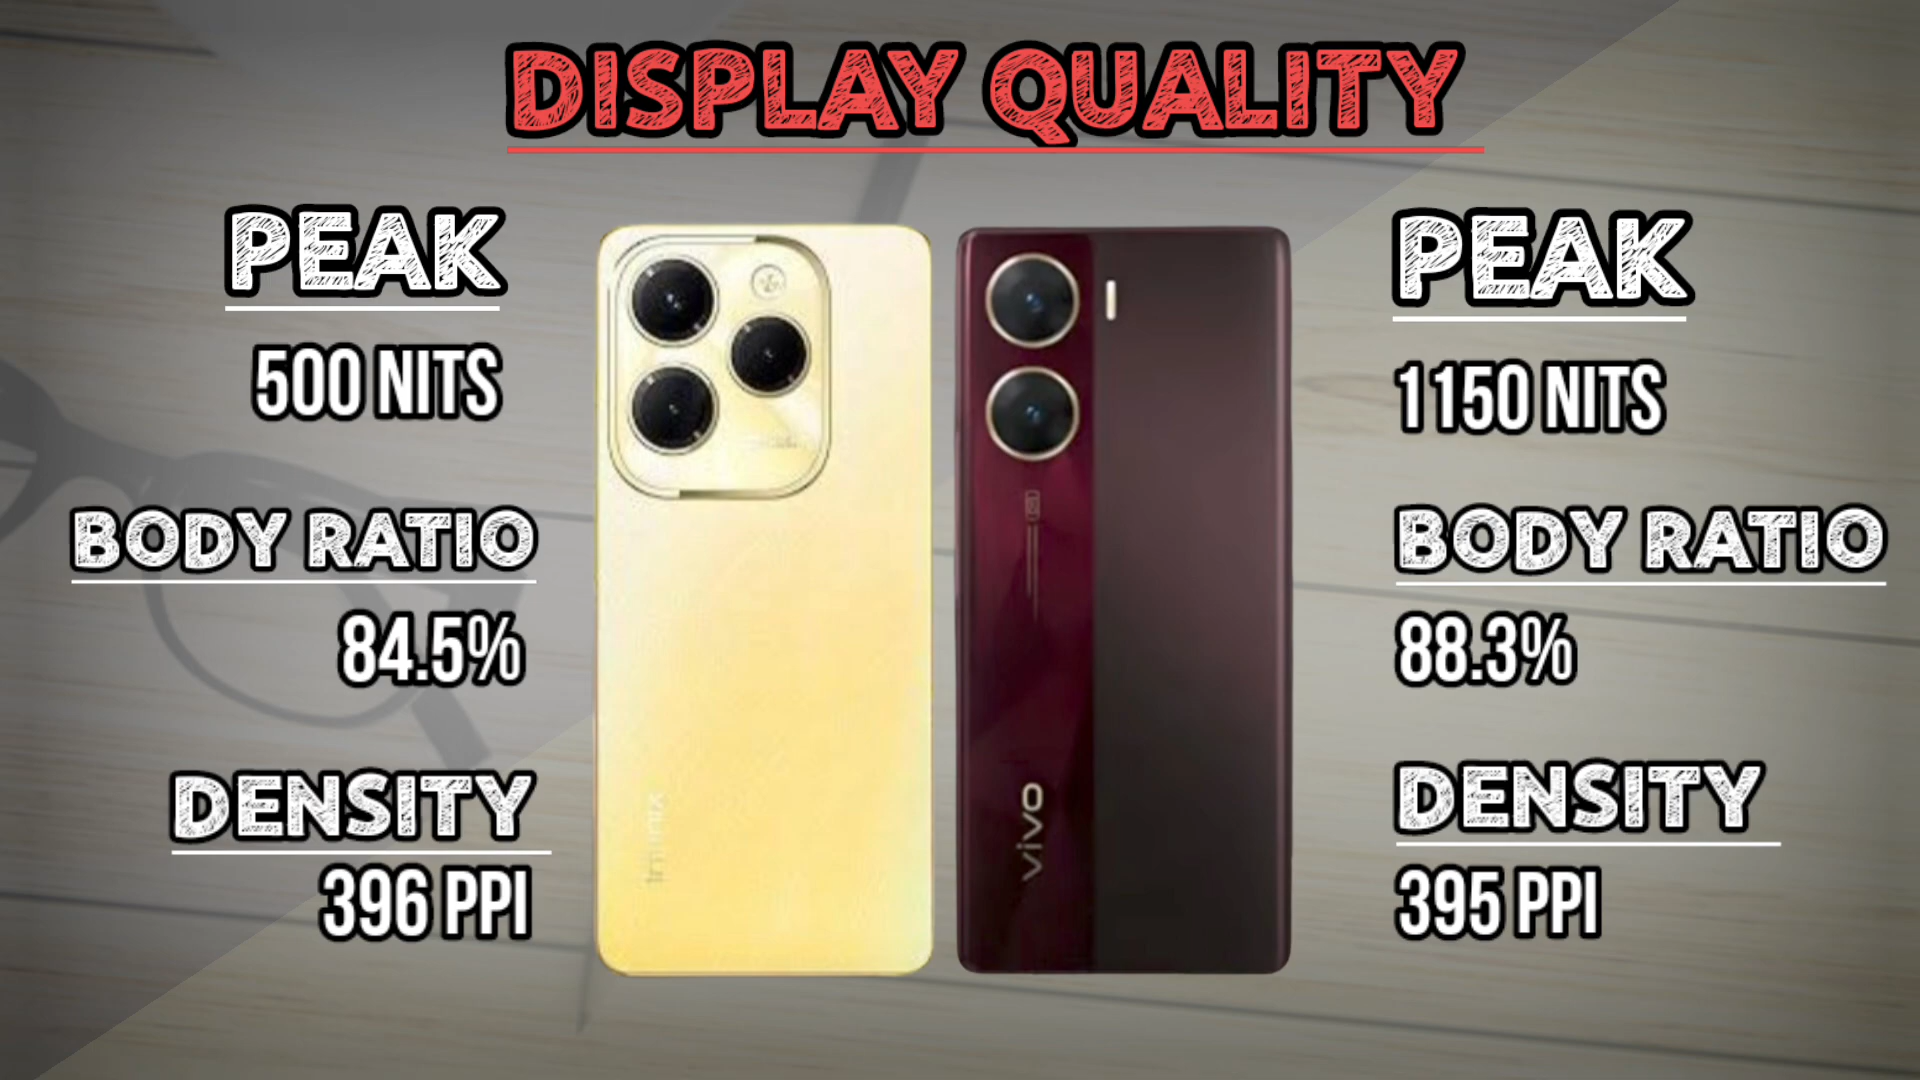 DISPLAY QUALITY
PEAK
500 NITS
BODY RATIO
84.5%
DENSITY
396 PPI
Infinix
vivo
PEAK
1150 NITS
BODY RATIO
88.3%
DENSITY
395 PPI